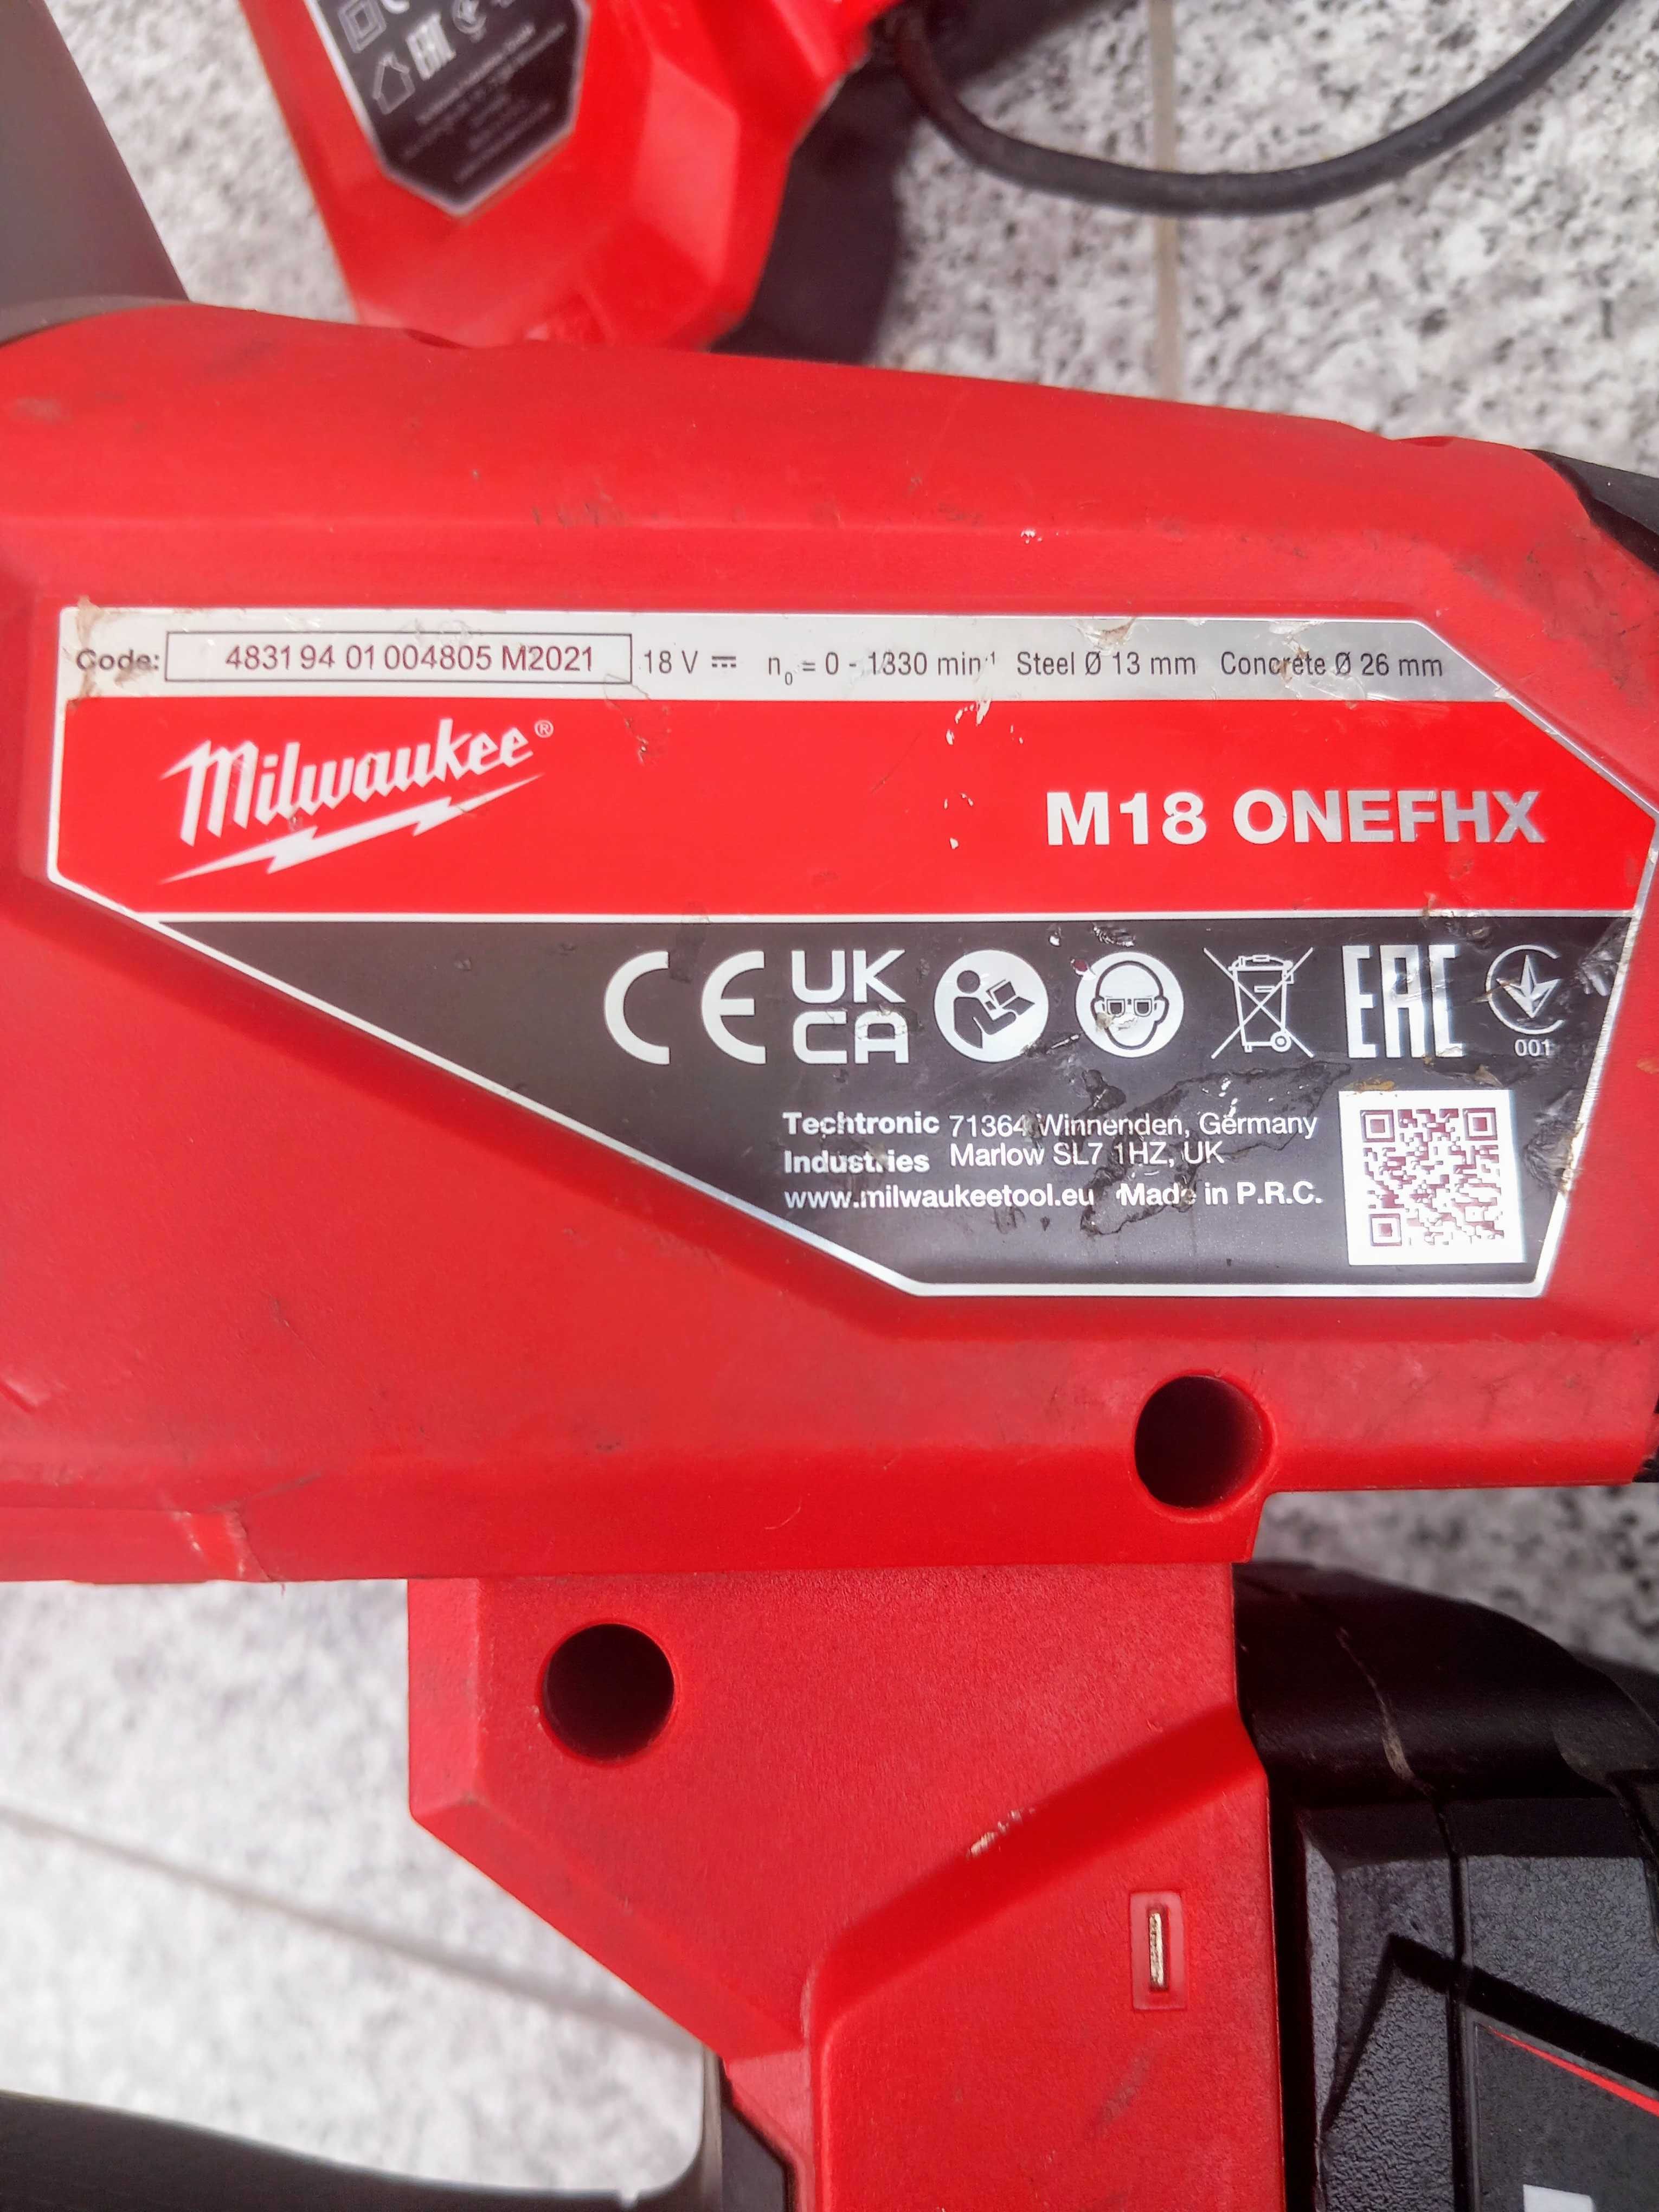 EAC
Code: 4831 94 01 004805 M2021 18 V n₀ = 0 - 1330 min⁻¹ Steel Ø 13 mm Concrete Ø 26 mm
Milwaukee®
M18 ONEFHX
CE UK CA EAC
001
Techtronic Industries 71364 Winnenden, Germany
Marlow SL7 1HZ, UK
www.milwaukeetool.eu Made in P.R.C.